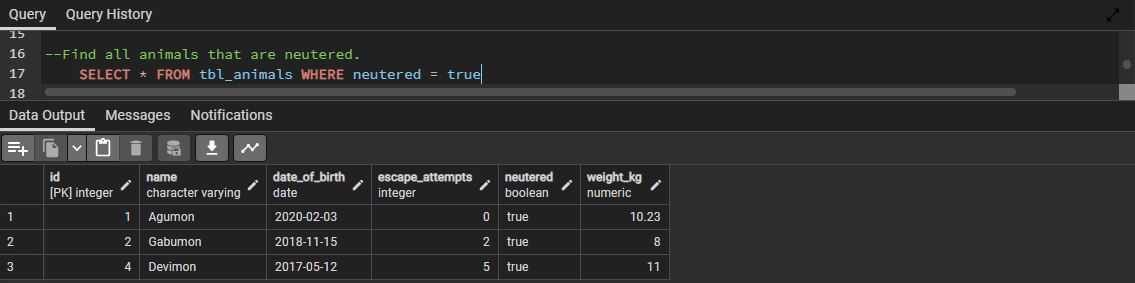 Query Query History
15
16 --Find all animals that are neutered.
17 SELECT * FROM tbl_animals WHERE neutered = true
18
Data Output Messages Notifications
id name date_of_birth escape_attempts neutered weight_kg
[PK] integer character varying date integer boolean numeric
1 1 Agumon 2020-02-03 0 true 10.23
2 2 Gabumon 2018-11-15 2 true 8
3 4 Devimon 2017-05-12 5 true 11